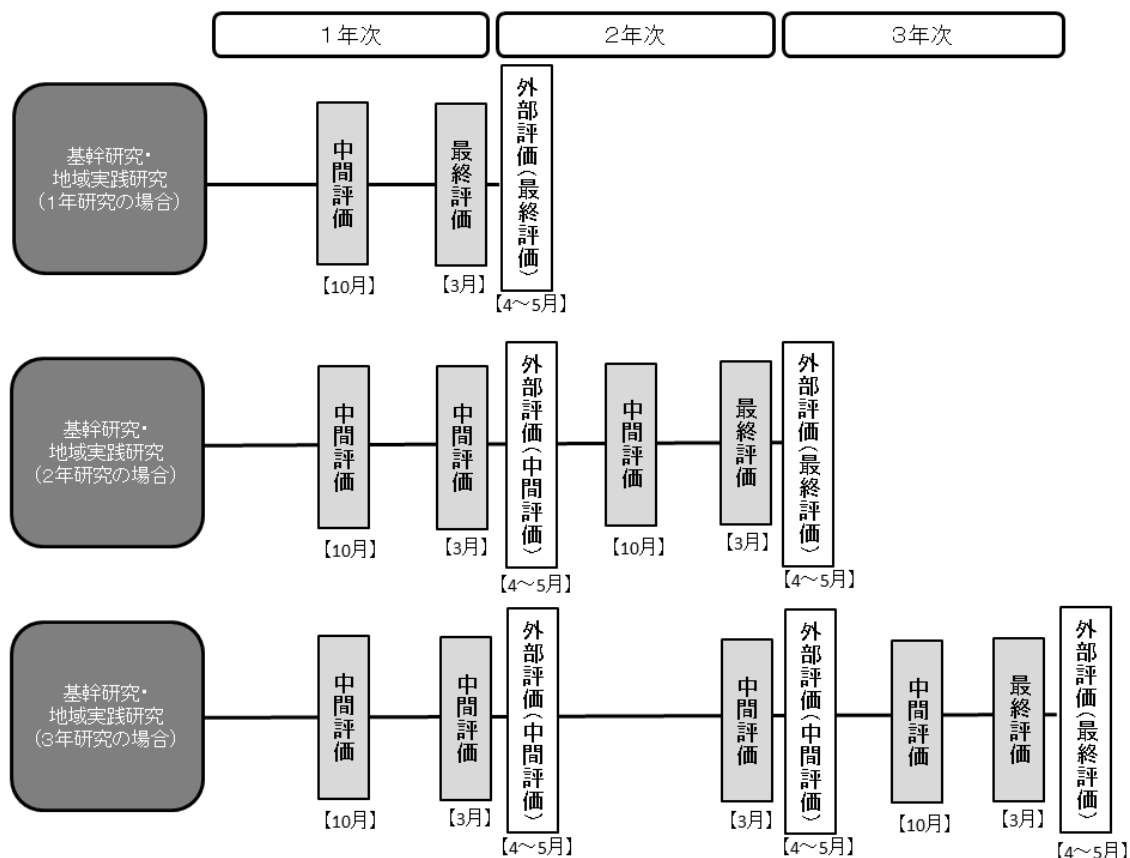 1年次
2年次
3年次
基幹研究・
地域実践研究
(1年研究の場合)
中間評価
【10月】
最終評価
【3月】
外部評価(最終評価)
【4～5月】
基幹研究・
地域実践研究
(2年研究の場合)
中間評価
【10月】
中間評価
【3月】
外部評価(中間評価)
【4～5月】
中間評価
【10月】
最終評価
【3月】
外部評価(最終評価)
【4～5月】
基幹研究・
地域実践研究
(3年研究の場合)
中間評価
【10月】
中間評価
【3月】
外部評価(中間評価)
【4～5月】
中間評価
【3月】
外部評価(中間評価)
【4～5月】
中間評価
【10月】
最終評価
【3月】
外部評価(最終評価)
【4～5月】